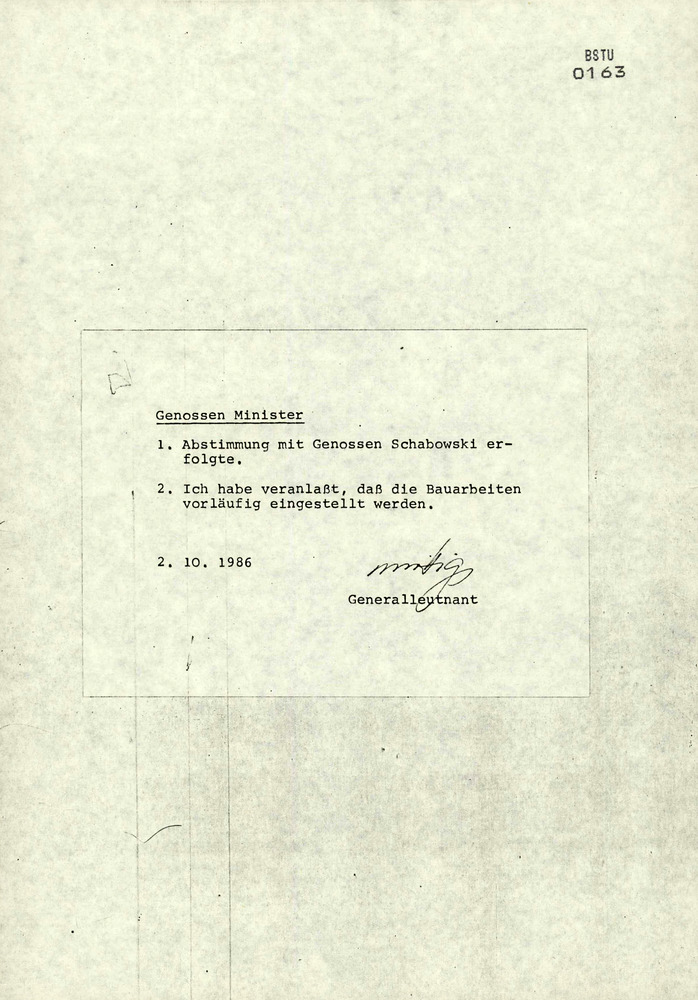 BSTU
0163
Genossen Minister
1. Abstimmung mit Genossen Schabowski er-
folgte.
2. Ich habe veranlaßt, daß die Bauarbeiten
vorläufig eingestellt werden.
2. 10. 1986
Generalleutnant